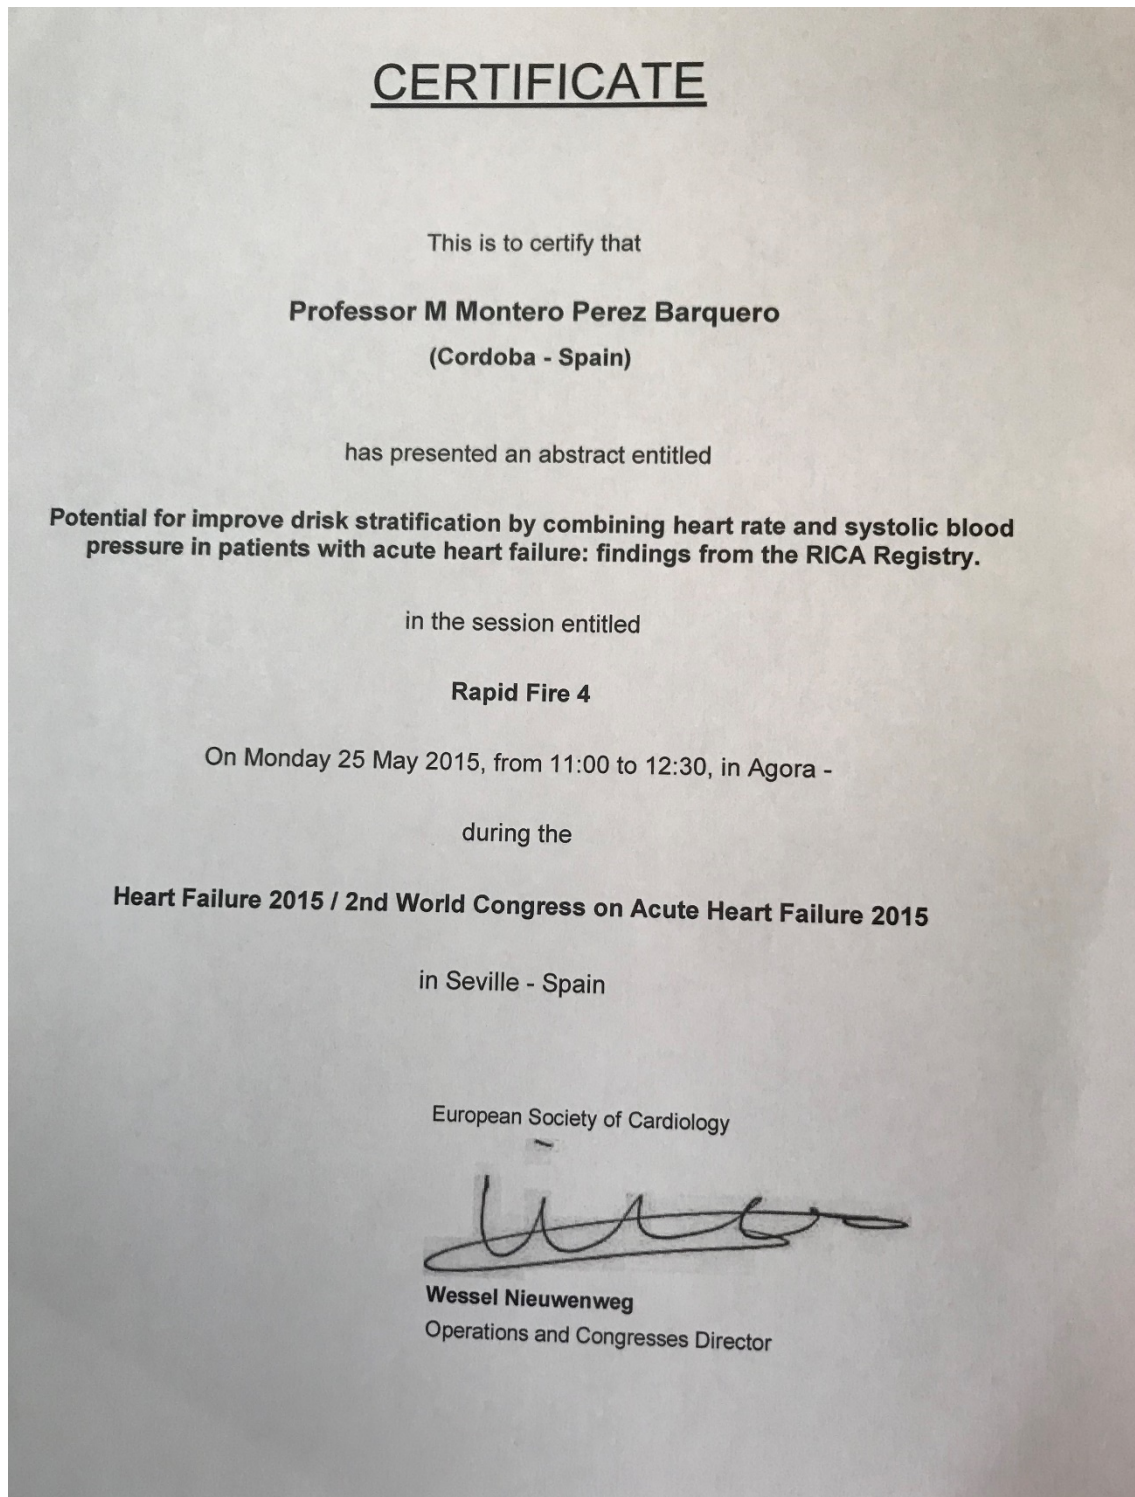 CERTIFICATE
This is to certify that
Professor M Montero Perez Barquero
(Cordoba - Spain)
has presented an abstract entitled
Potential for improve drisk stratification by combining heart rate and systolic blood
pressure in patients with acute heart failure: findings from the RICA Registry.
in the session entitled
Rapid Fire 4
On Monday 25 May 2015, from 11:00 to 12:30, in Agora -
during the
Heart Failure 2015 / 2nd World Congress on Acute Heart Failure 2015
in Seville - Spain
European Society of Cardiology
Wessel Nieuwenweg
Operations and Congresses Director